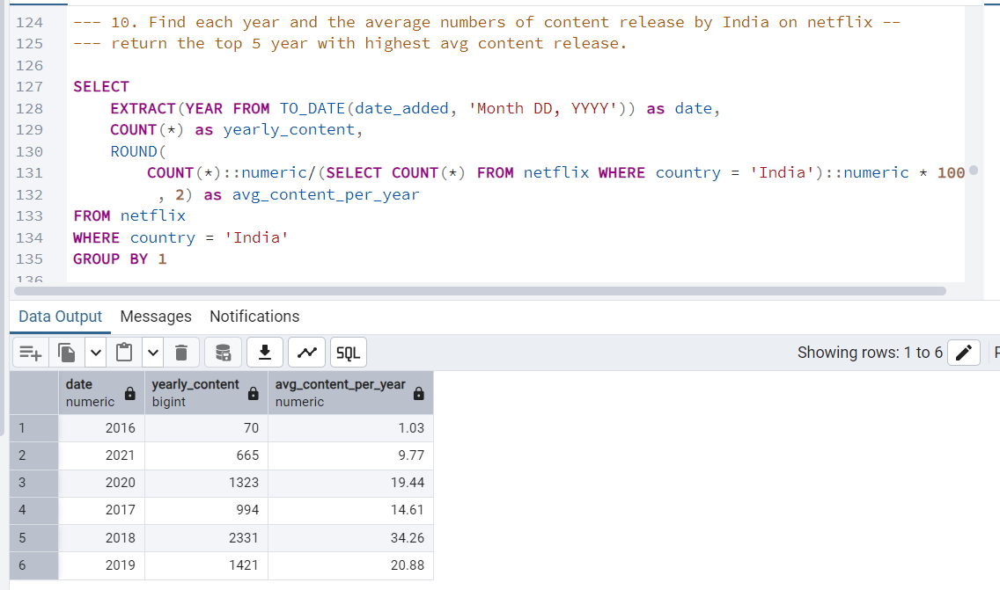 124 --- 10. Find each year and the average numbers of content release by India on netflix --
125 --- return the top 5 year with highest avg content release.
126
127 SELECT
128 EXTRACT(YEAR FROM TO_DATE(date_added, 'Month DD, YYYY')) as date,
129 COUNT(*) as yearly_content,
130 ROUND(
131 COUNT(*)::numeric/(SELECT COUNT(*) FROM netflix WHERE country = 'India')::numeric * 100
132 , 2) as avg_content_per_year
133 FROM netflix
134 WHERE country = 'India'
135 GROUP BY 1
136
Data Output Messages Notifications
SQL Showing rows: 1 to 6 P
date yearly_content avg_content_per_year
numeric bigint numeric
1 2016 70 1.03
2 2021 665 9.77
3 2020 1323 19.44
4 2017 994 14.61
5 2018 2331 34.26
6 2019 1421 20.88